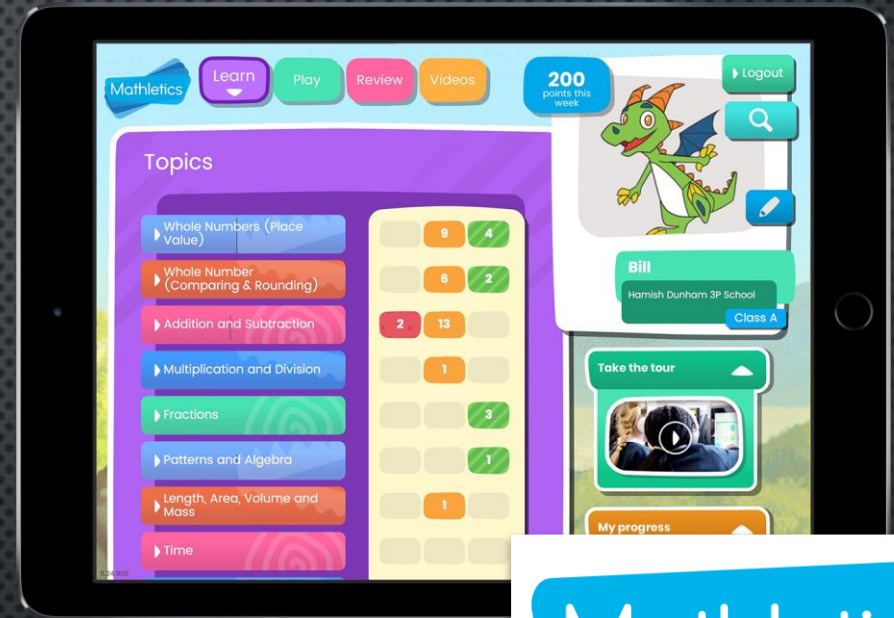 Mathletics
Learn
Play
Review
Videos
200
points this
week
Logout
Topics
Whole Numbers (Place
Value)
9 4
Whole Number
(Comparing & Rounding)
6 2
Addition and Subtraction
2 13
Multiplication and Division
1
Fractions
3
Patterns and Algebra
1
Length, Area, Volume and
Mass
1
Time
Bill
Hamish Dunham 3P School
Class A
Take the tour
My progress